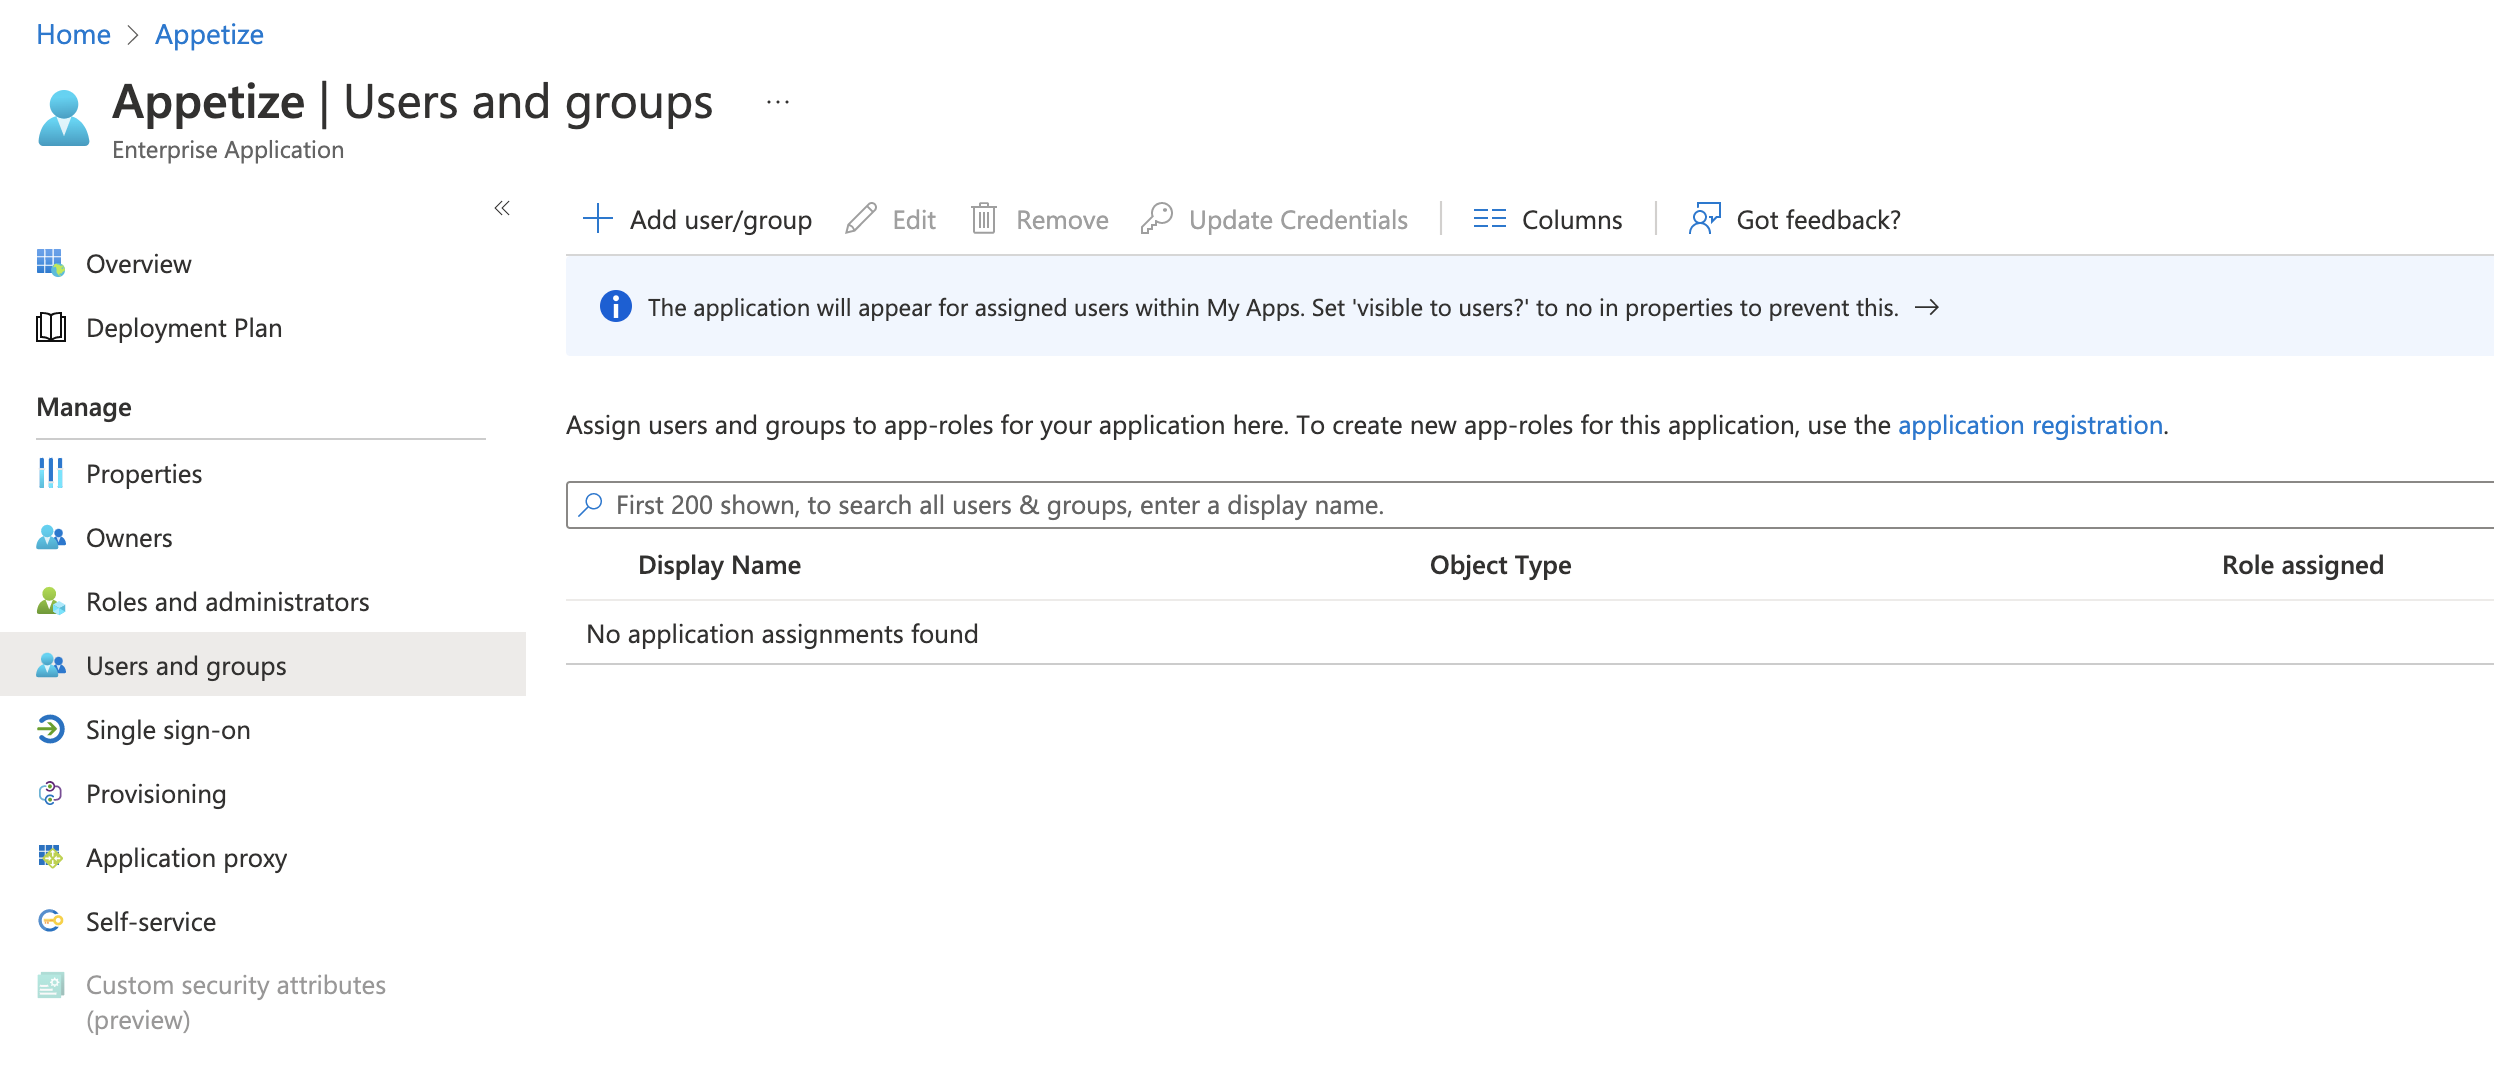 Home > Appetize
Appetize | Users and groups ...
Enterprise Application
«
Overview
Deployment Plan
Manage
Properties
Owners
Roles and administrators
Users and groups
Single sign-on
Provisioning
Application proxy
Self-service
Custom security attributes
(preview)
+ Add user/group Edit Remove Update Credentials | Columns | Got feedback?
The application will appear for assigned users within My Apps. Set 'visible to users?' to no in properties to prevent this. →
Assign users and groups to app-roles for your application here. To create new app-roles for this application, use the application registration.
First 200 shown, to search all users & groups, enter a display name.
Display Name Object Type Role assigned
No application assignments found